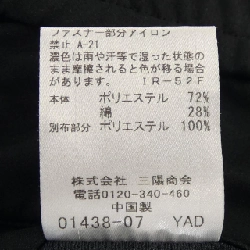 ファスナー部分アイロン
禁止 A-21
濃色は雨や汗等で湿った状態の
まま摩擦されると色が移る場合
があります。 IR-52F
本体 ポリエステル 72%
綿 28%
別布部分 ポリエステル 100%
株式会社 三陽商会
電話0120-340-460
中国製
01438-07 YAD